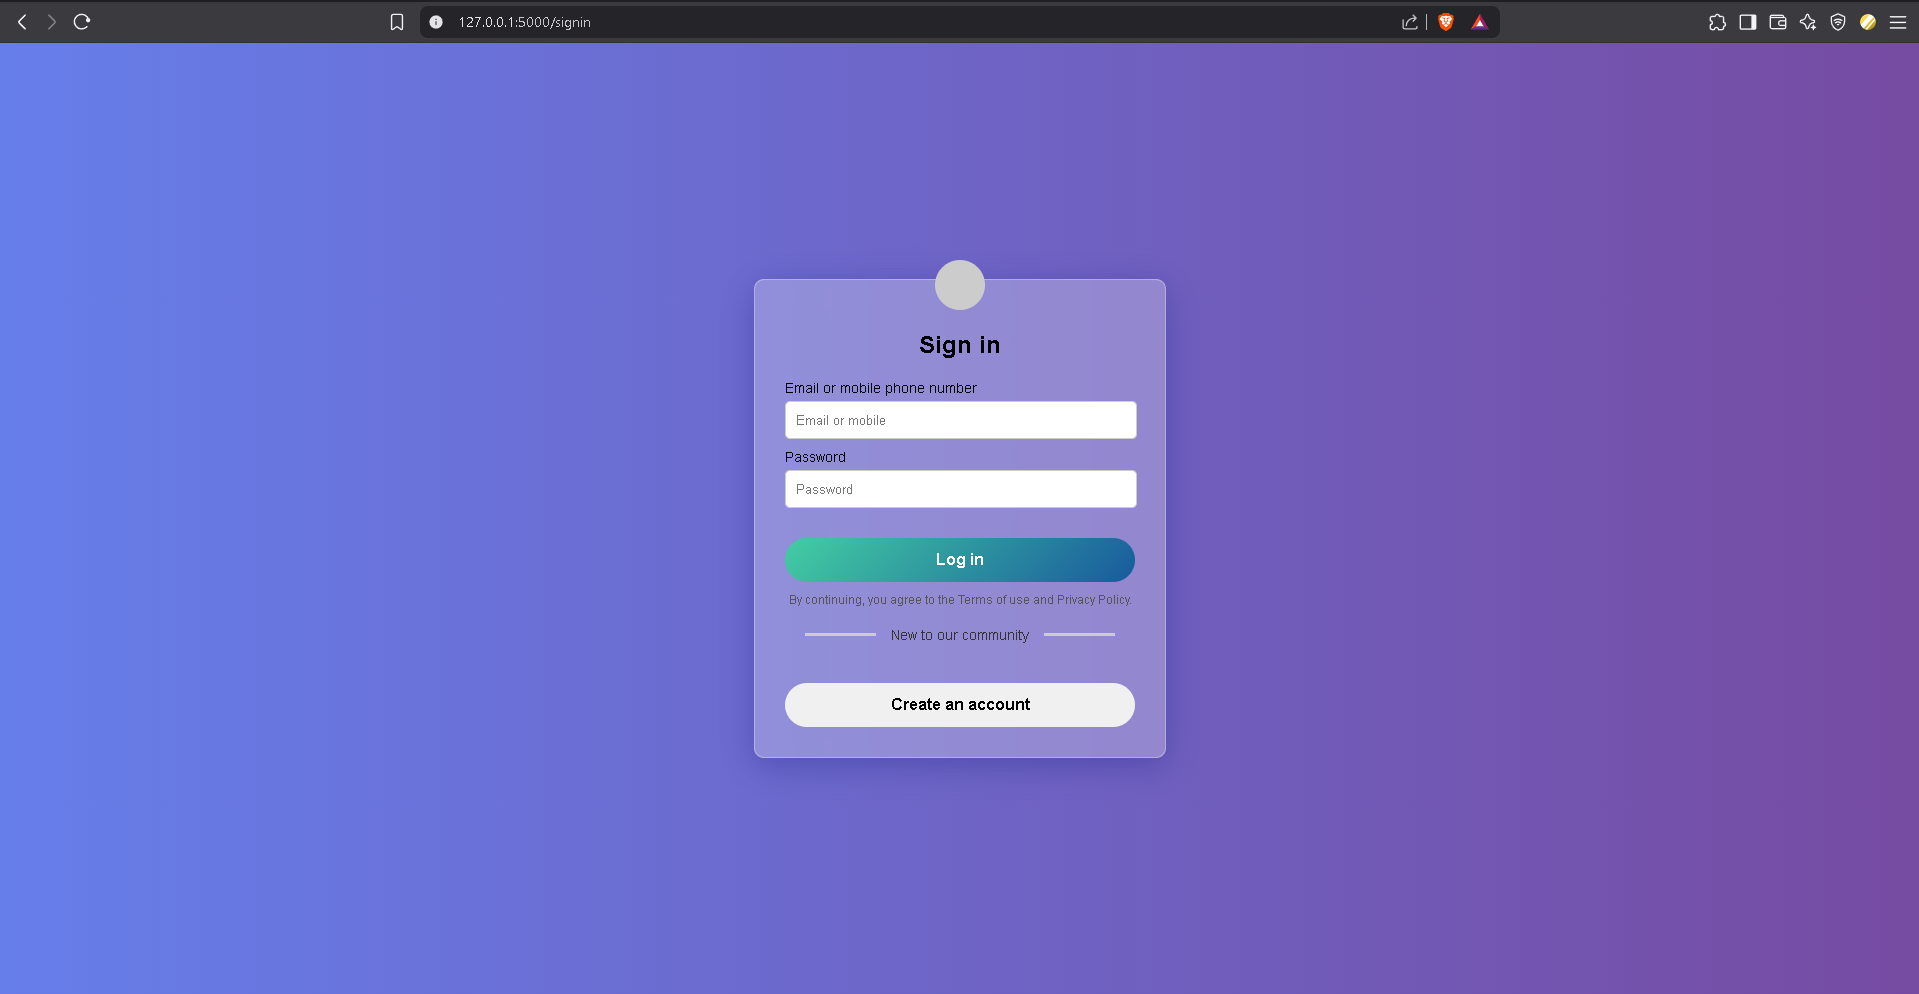 127.0.0.1:5000/signin
Sign in
Email or mobile phone number
Email or mobile
Password
Password
Log in
By continuing, you agree to the Terms of use and Privacy Policy.
New to our community
Create an account